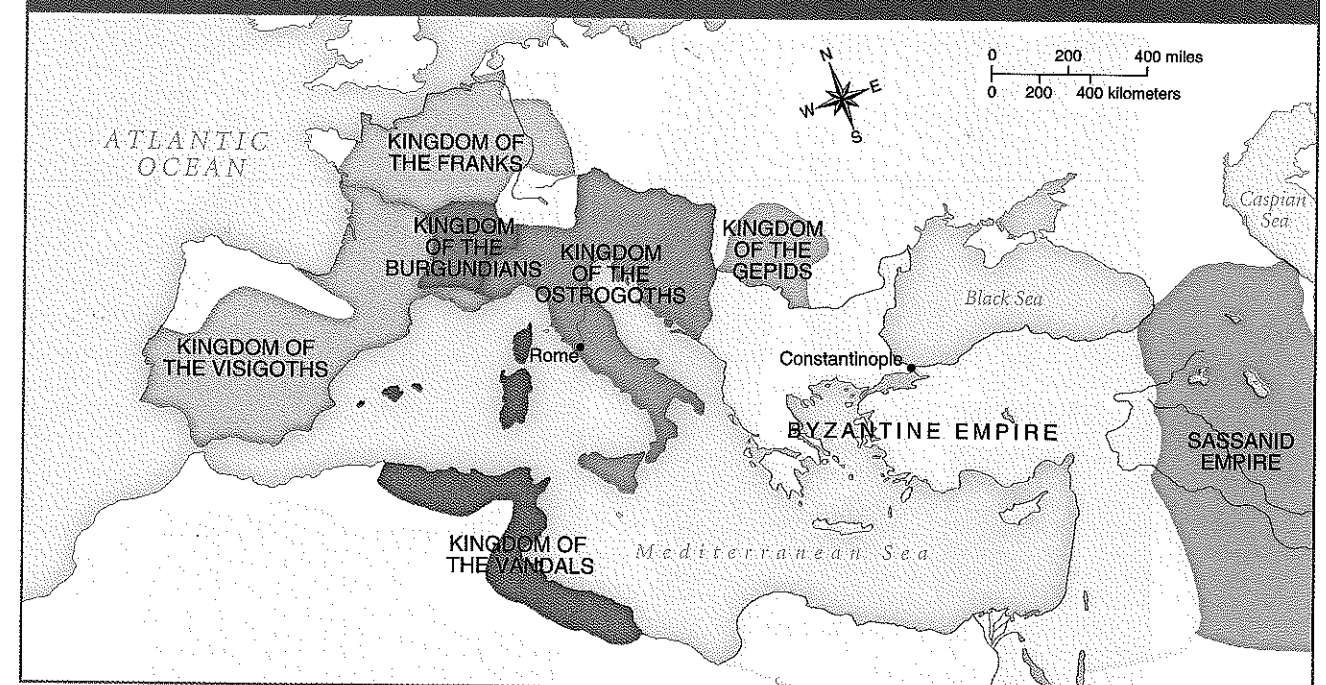 N
W
E
S
0 200 400 miles
0 200 400 kilometers
ATLANTIC
OCEAN
KINGDOM OF
THE FRANKS
Caspian
Sea
KINGDOM
OF THE
BURGUNDIANS
KINGDOM
OF THE
OSTROGOTHS
KINGDOM
OF THE
GEPIDS
Black Sea
KINGDOM OF
THE VISIGOTHS
Rome
Constantinople
BYZANTINE EMPIRE
SASSANID
EMPIRE
KINGDOM OF
THE VANDALS
Mediterranean Sea